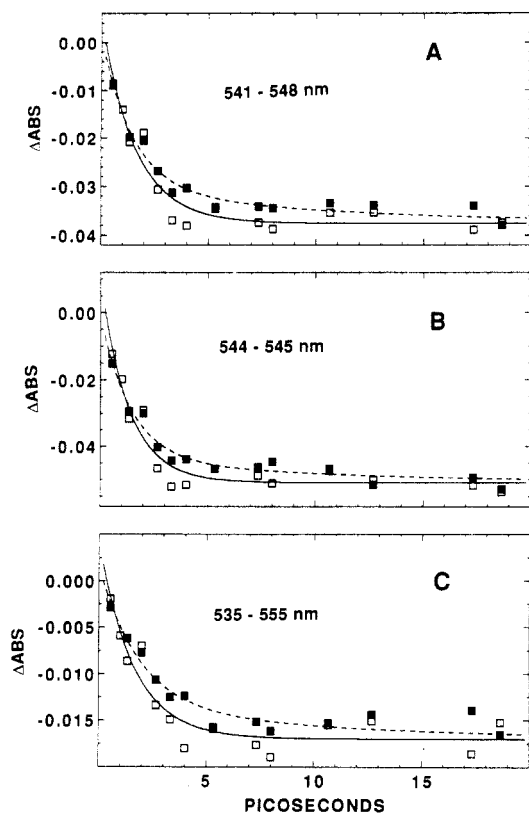 A
0.00
541 - 548 nm
-0.01
ΔABS
-0.02
-0.03
-0.04
B
0.00
544 - 545 nm
-0.02
ΔABS
-0.04
C
0.000
535 - 555 nm
-0.005
ΔABS
-0.010
-0.015
5 10 15
PICOSECONDS